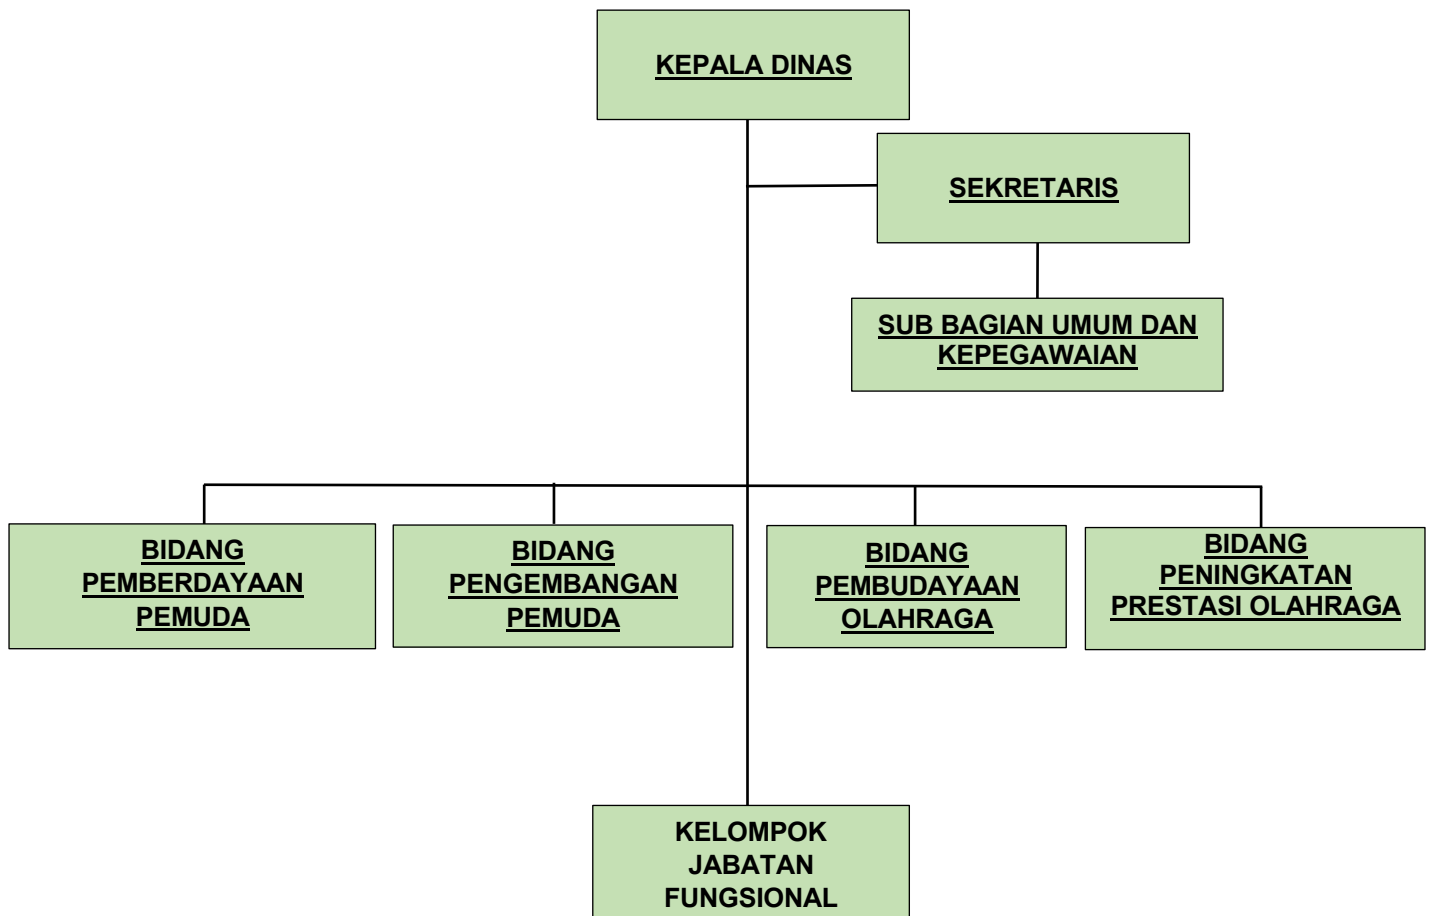 KEPALA DINAS
SEKRETARIS
SUB BAGIAN UMUM DAN
KEPEGAWAIAN
BIDANG
PEMBERDAYAAN
PEMUDA
BIDANG
PENGEMBANGAN
PEMUDA
BIDANG
PEMBUDAYAAN
OLAHRAGA
BIDANG
PENINGKATAN
PRESTASI OLAHRAGA
KELOMPOK
JABATAN
FUNGSIONAL